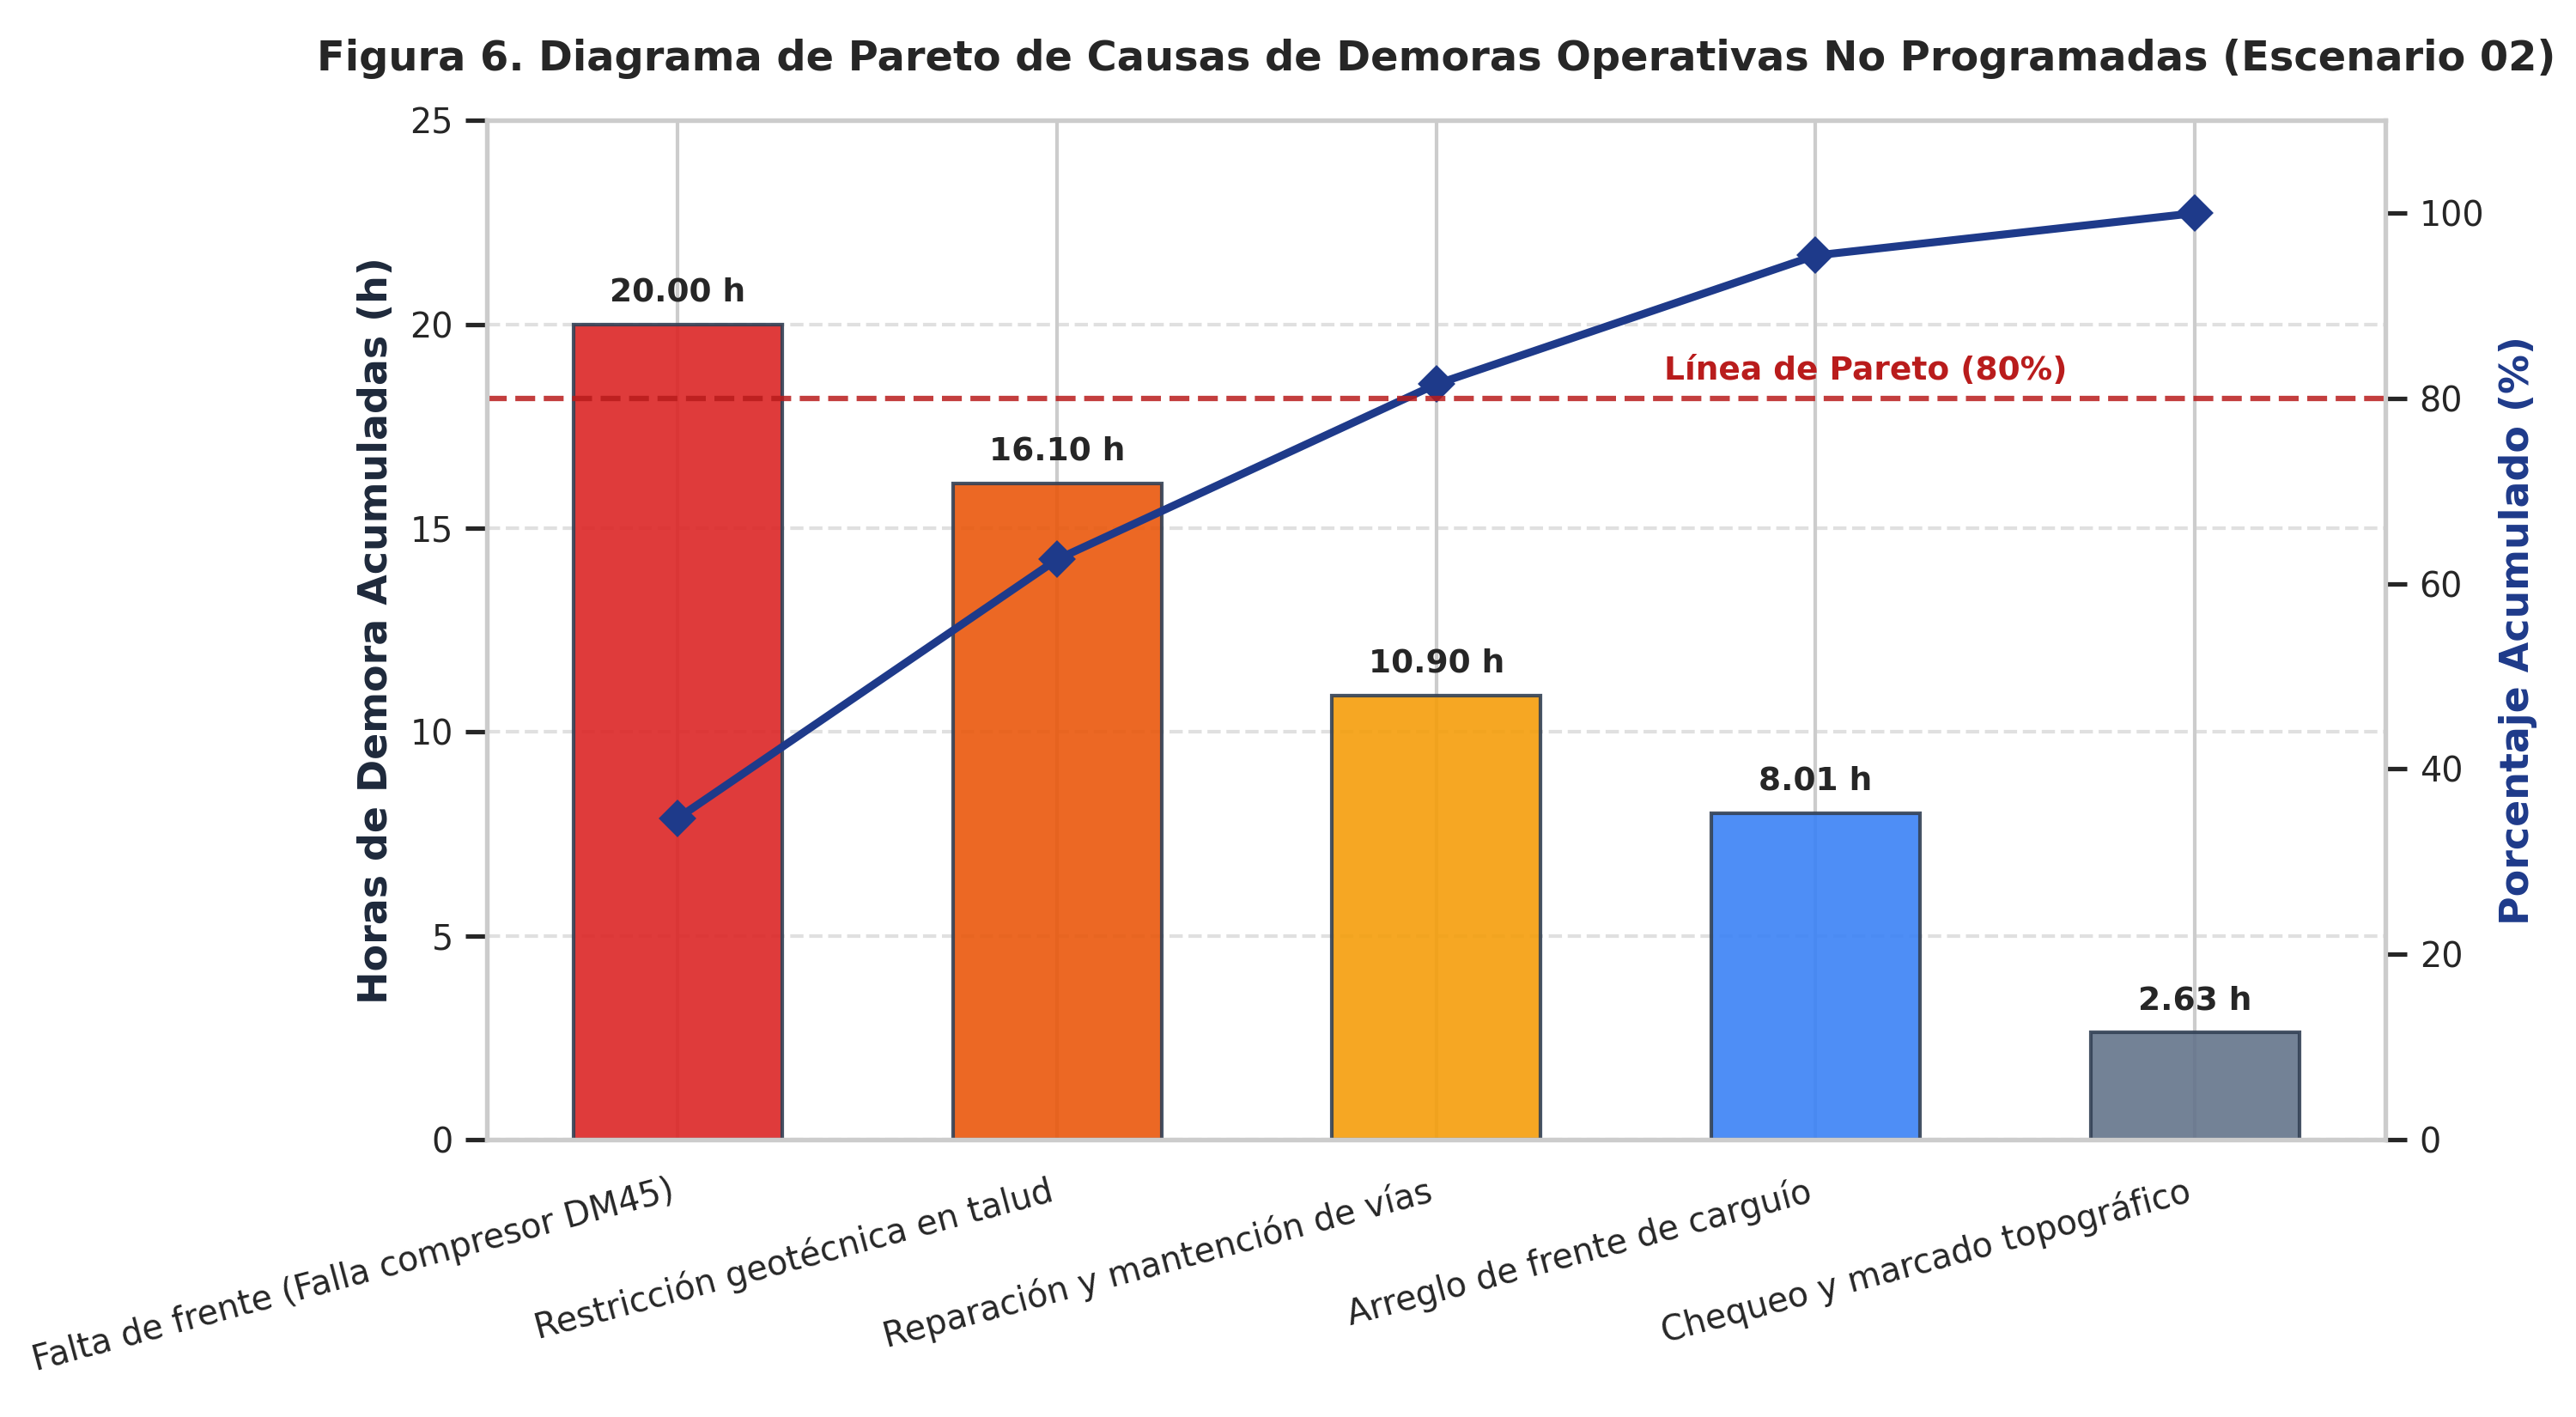 Figura 6. Diagrama de Pareto de Causas de Demoras Operativas No Programadas (Escenario 02)
Horas de Demora Acumuladas (h)
25
20
15
10
5
0
20.00 h
16.10 h
10.90 h
8.01 h
2.63 h
Línea de Pareto (80%)
100
80
60
40
20
0
Porcentaje Acumulado (%)
Falta de frente (Falla compresor DM45)
Restricción geotécnica en talud
Reparación y mantención de vías
Arreglo de frente de carguío
Chequeo y marcado topográfico